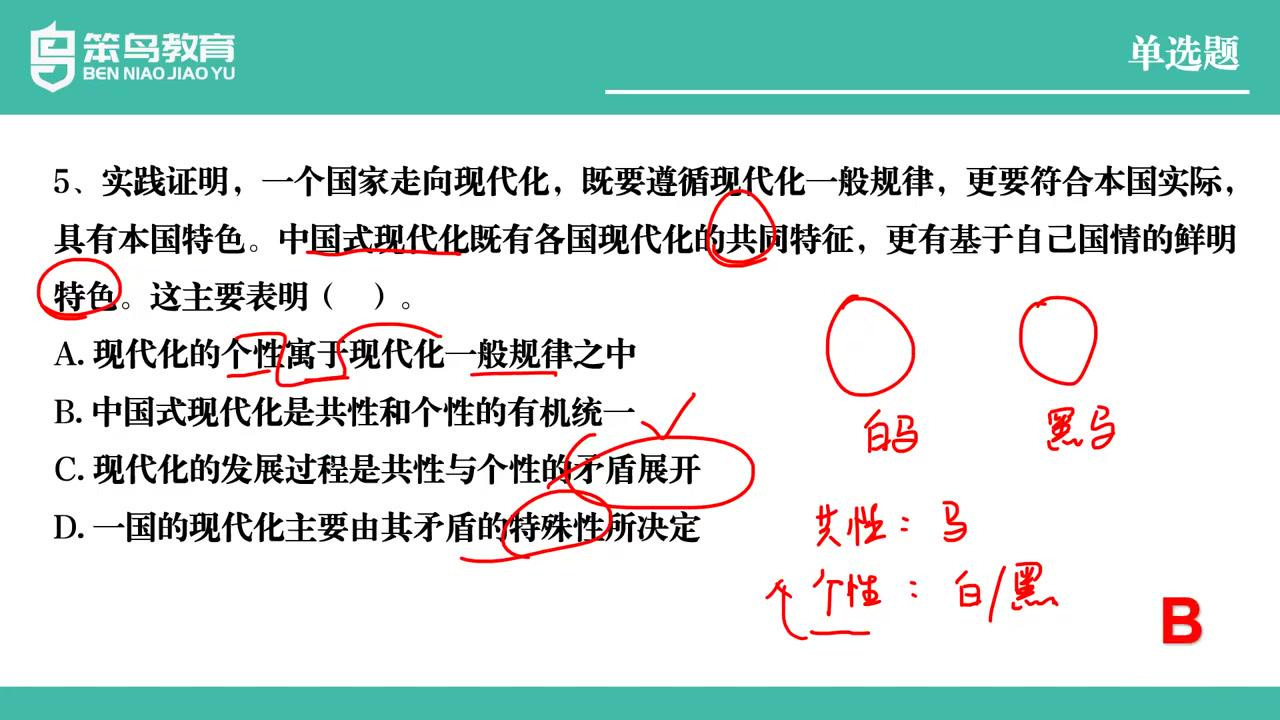 笨鸟教育
BEN NIAO JIAO YU
单选题
5、实践证明，一个国家走向现代化，既要遵循现代化一般规律，更要符合本国实际，
具有本国特色。中国式现代化既有各国现代化的共同特征，更有基于自己国情的鲜明
特色。这主要表明（　）。
A. 现代化的个性寓于现代化一般规律之中
B. 中国式现代化是共性和个性的有机统一
C. 现代化的发展过程是共性与个性的矛盾展开
D. 一国的现代化主要由其矛盾的特殊性所决定
白马
黑马
共性：马
个性：白/黑
B